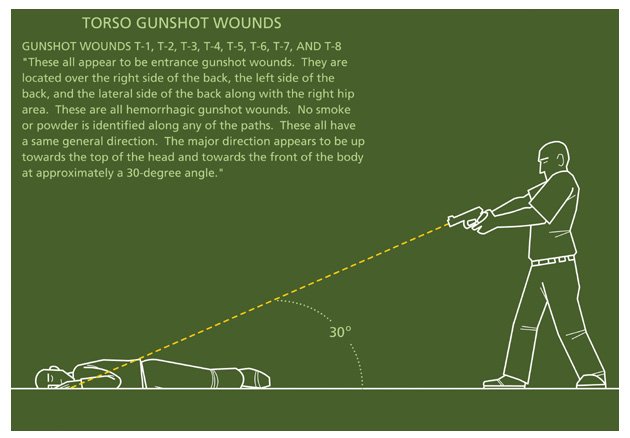 TORSO GUNSHOT WOUNDS
GUNSHOT WOUNDS T-1, T-2, T-3, T-4, T-5, T-6, T-7, AND T-8
"These all appear to be entrance gunshot wounds. They are
located over the right side of the back, the left side of the
back, and the lateral side of the back along with the right hip
area. These are all hemorrhagic gunshot wounds. No smoke
or powder is identified along any of the paths. These all have
a same general direction. The major direction appears to be up
towards the top of the head and towards the front of the body
at approximately a 30-degree angle."
30°